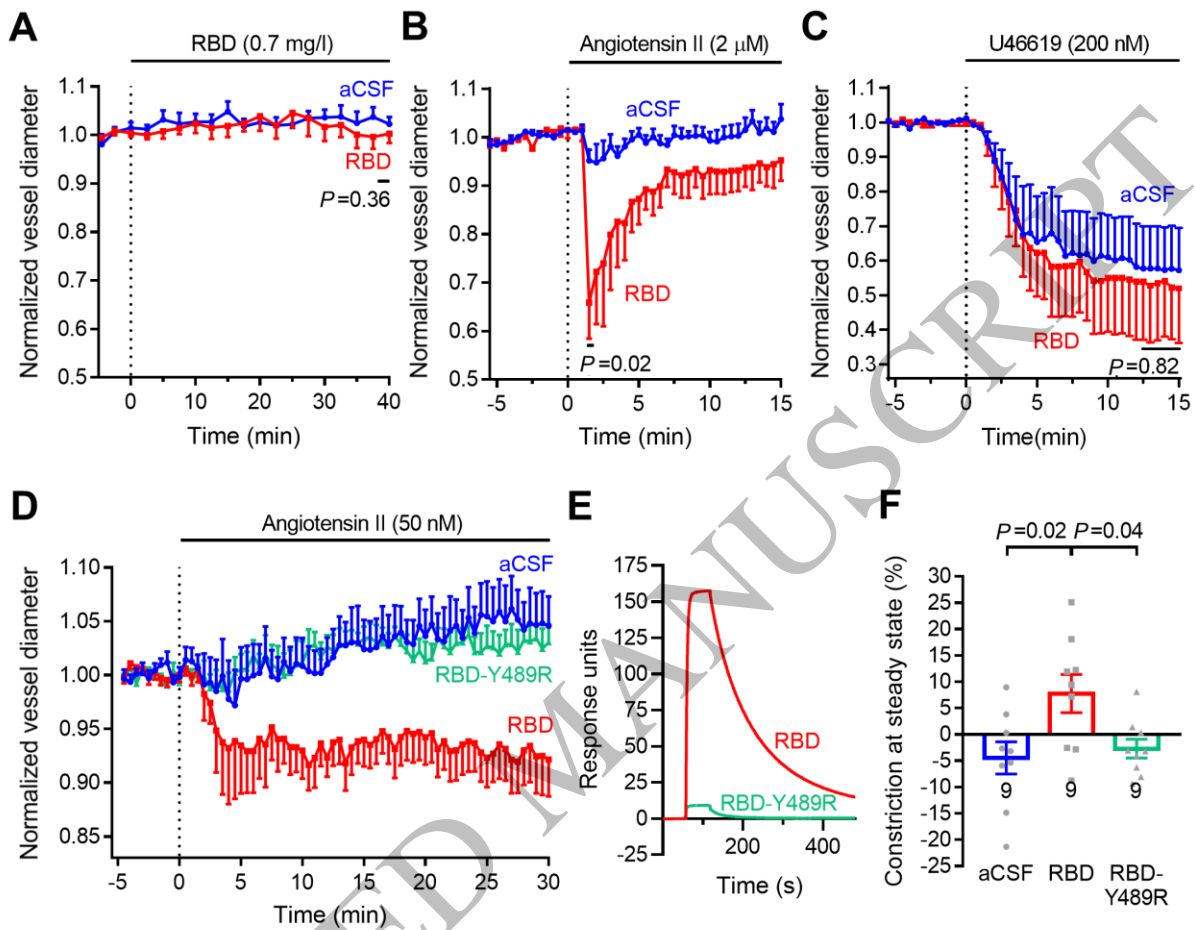 A
RBD (0.7 mg/l)
Normalized vessel diameter
1.1
1.0
0.9
0.8
0.7
0.6
0.5
aCSF
RBD
P=0.36
0 10 20 30 40
Time (min)
B
Angiotensin II (2 μM)
Normalized vessel diameter
1.1
1.0
0.9
0.8
0.7
0.6
0.5
aCSF
RBD
P=0.02
-5 0 5 10 15
Time (min)
C
U46619 (200 nM)
Normalized vessel diameter
1.1
1.0
0.9
0.8
0.7
0.6
0.5
0.4
0.3
aCSF
RBD
P=0.82
-5 0 5 10 15
Time(min)
D
Angiotensin II (50 nM)
Normalized vessel diameter
1.10
1.05
1.00
0.95
0.90
0.85
aCSF
RBD-Y489R
RBD
-5 0 5 10 15 20 25 30
Time (min)
E
Response units
175
150
125
100
75
50
25
0
-25
RBD
RBD-Y489R
200 400
Time (s)
F
P=0.02 P=0.04
Constriction at steady state (%)
30
25
20
15
10
5
0
-5
-10
-15
-20
-25
9 9 9
aCSF RBD RBD-
Y489R
ED MANUSCRIPT